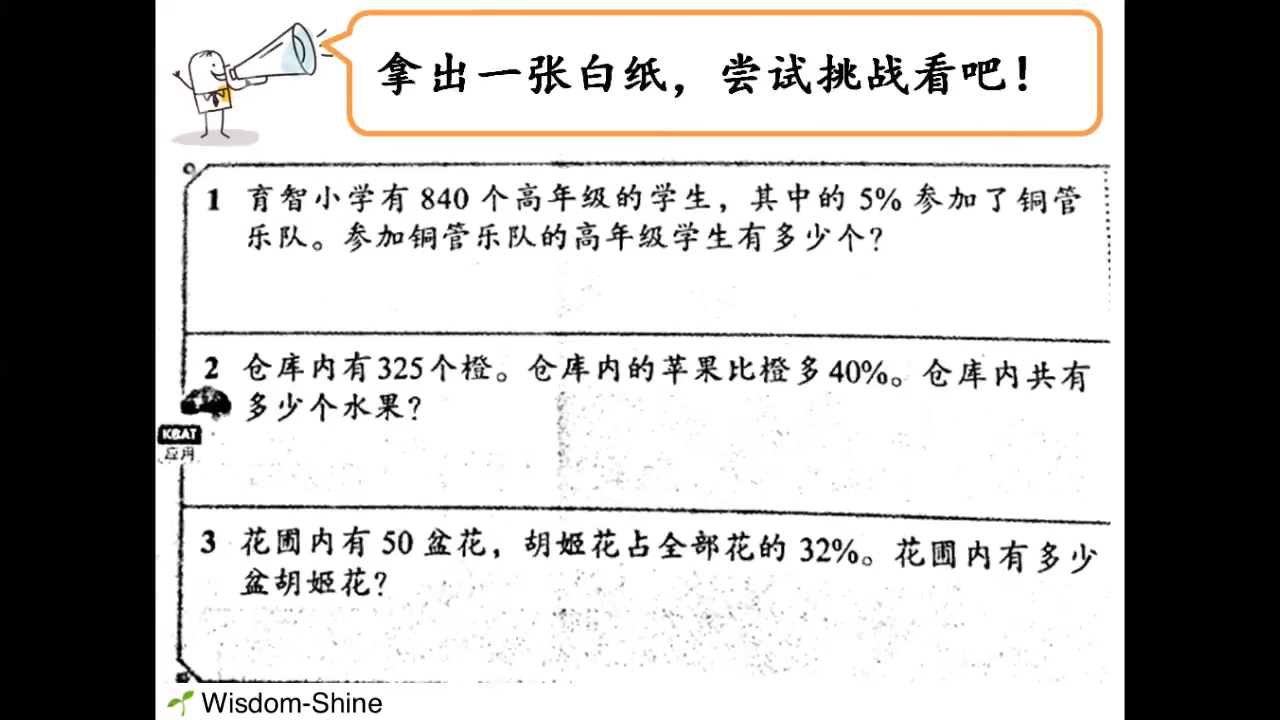 拿出一张白纸，尝试挑战看吧！
1 育智小学有 840 个高年级的学生，其中的 5% 参加了铜管
乐队。参加铜管乐队的高年级学生有多少个？
2 仓库内有325个橙。仓库内的苹果比橙多40%。仓库内共有
多少个水果？
KBAT
应用
3 花圃内有 50 盆花，胡姬花占全部花的 32%。花圃内有多少
盆胡姬花？
Wisdom-Shine